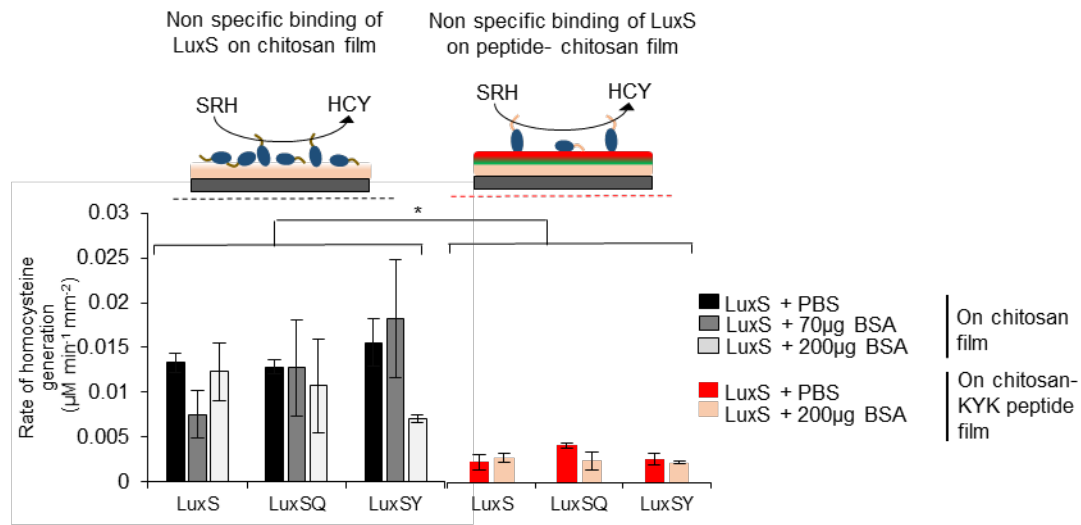 Non specific binding of
LuxS on chitosan film
Non specific binding of LuxS
on peptide- chitosan film
SRH
HCY
SRH
HCY
*
Rate of homocysteine
generation
(µM min-1 mm-2)
0.03
0.025
0.02
0.015
0.01
0.005
0
LuxS
LuxSQ
LuxSY
LuxS
LuxSQ
LuxSY
LuxS + PBS
LuxS + 70µg BSA
LuxS + 200µg BSA
On chitosan
film
LuxS + PBS
LuxS + 200µg BSA
On chitosan-
KYK peptide
film